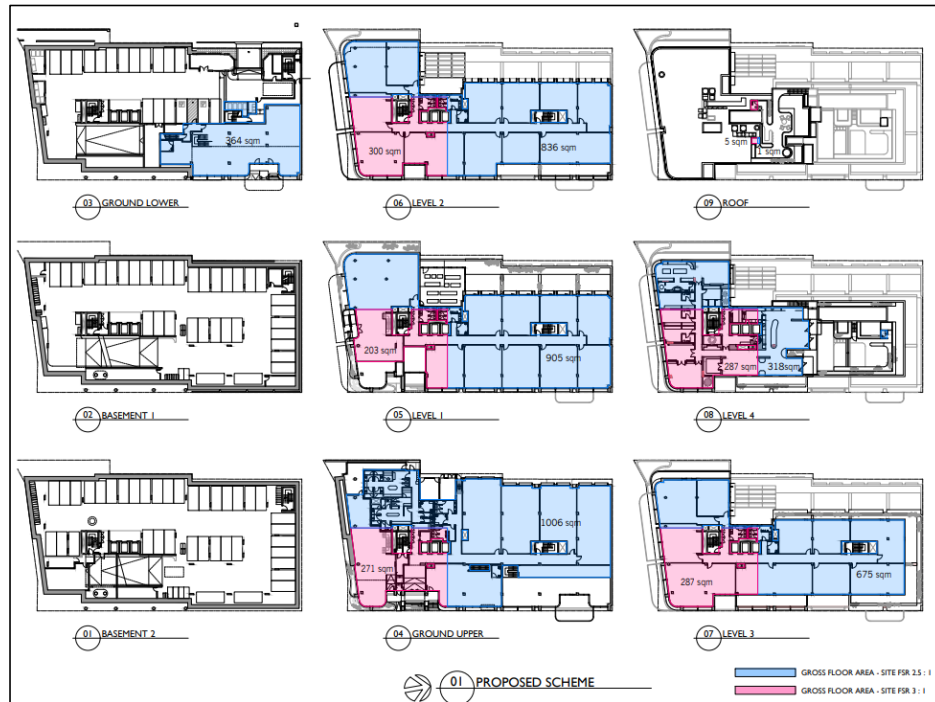 364 sqm
03 GROUND LOWER
300 sqm
836 sqm
06 LEVEL 2
5 sqm
1 sqm
09 ROOF
02 BASEMENT 1
203 sqm
905 sqm
05 LEVEL 1
287 sqm
318sqm
08 LEVEL 4
01 BASEMENT 2
271 sqm
1006 sqm
04 GROUND UPPER
287 sqm
675 sqm
07 LEVEL 3
01 PROPOSED SCHEME
GROSS FLOOR AREA - SITE FSR 2.5 : 1
GROSS FLOOR AREA - SITE FSR 3 : 1